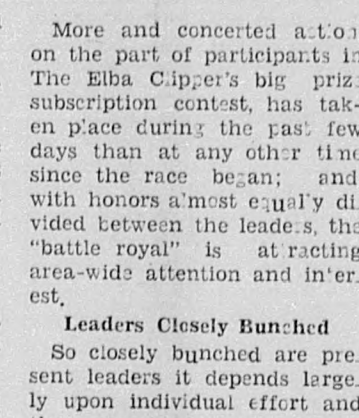 More and concerted action
on the part of participants in
The Elba Clipper's big priz
subscription contest, has tak-
en place during the past few
days than at any other time
since the race began; and
with honors almost equally di
vided between the leaders, the
"battle royal" is attracting
area-wide attention and inter
est.
Leaders Closely Bunched
So closely bunched are pre
sent leaders it depends large
ly upon individual effort and